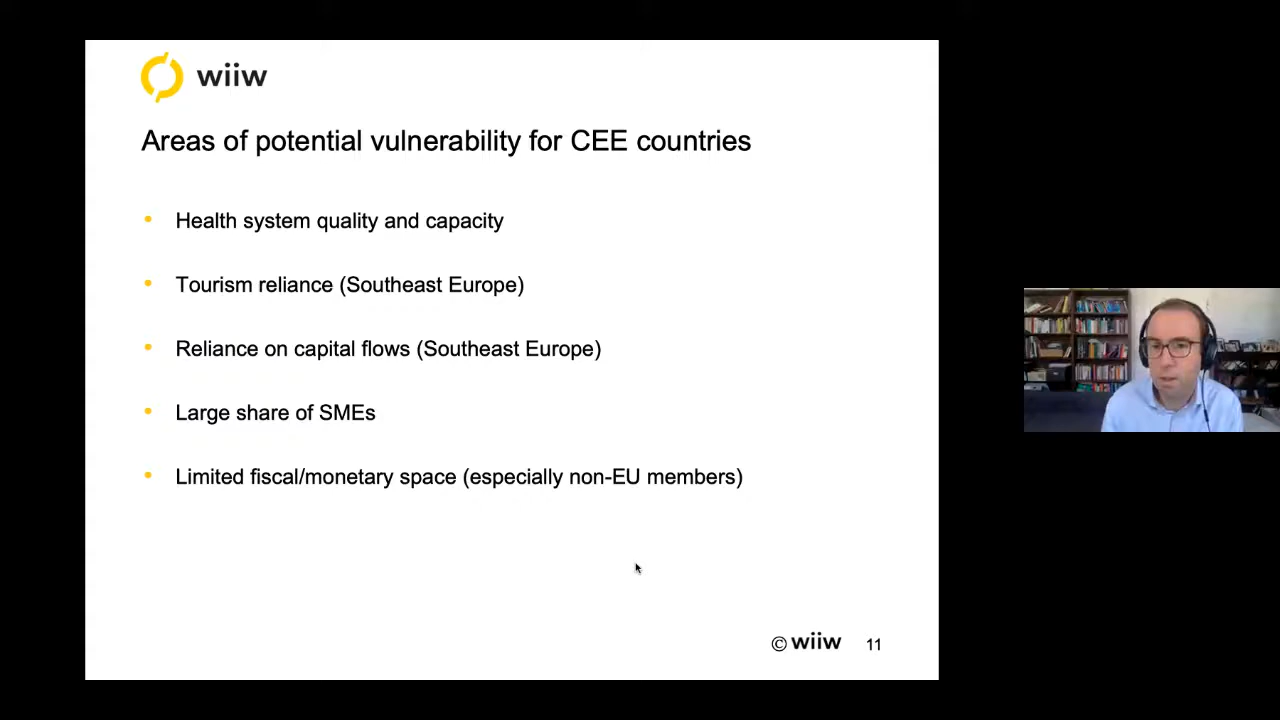 wiiw
Areas of potential vulnerability for CEE countries
• Health system quality and capacity
• Tourism reliance (Southeast Europe)
• Reliance on capital flows (Southeast Europe)
• Large share of SMEs
• Limited fiscal/monetary space (especially non-EU members)
© wiiw 11